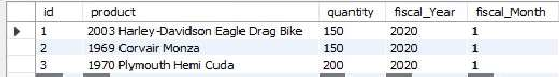 id product quantity fiscal_Year fiscal_Month
1 2003 Harley-Davidson Eagle Drag Bike 150 2020 1
2 1969 Corvair Monza 150 2020 1
3 1970 Plymouth Hemi Cuda 200 2020 1